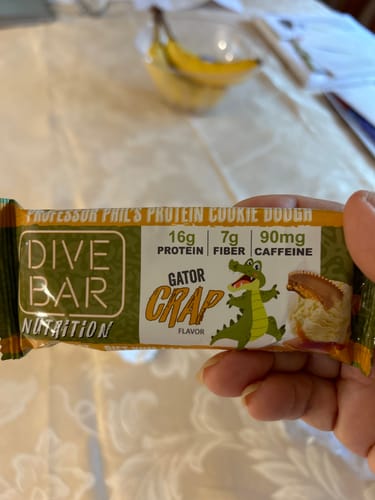 PROFESSOR PHIL'S PROTEIN COOKIE DOUGH
DIVE
BAR
NUTRITION
16g
PROTEIN
7g
FIBER
90mg
CAFFEINE
GATOR
CRAP
FLAVOR